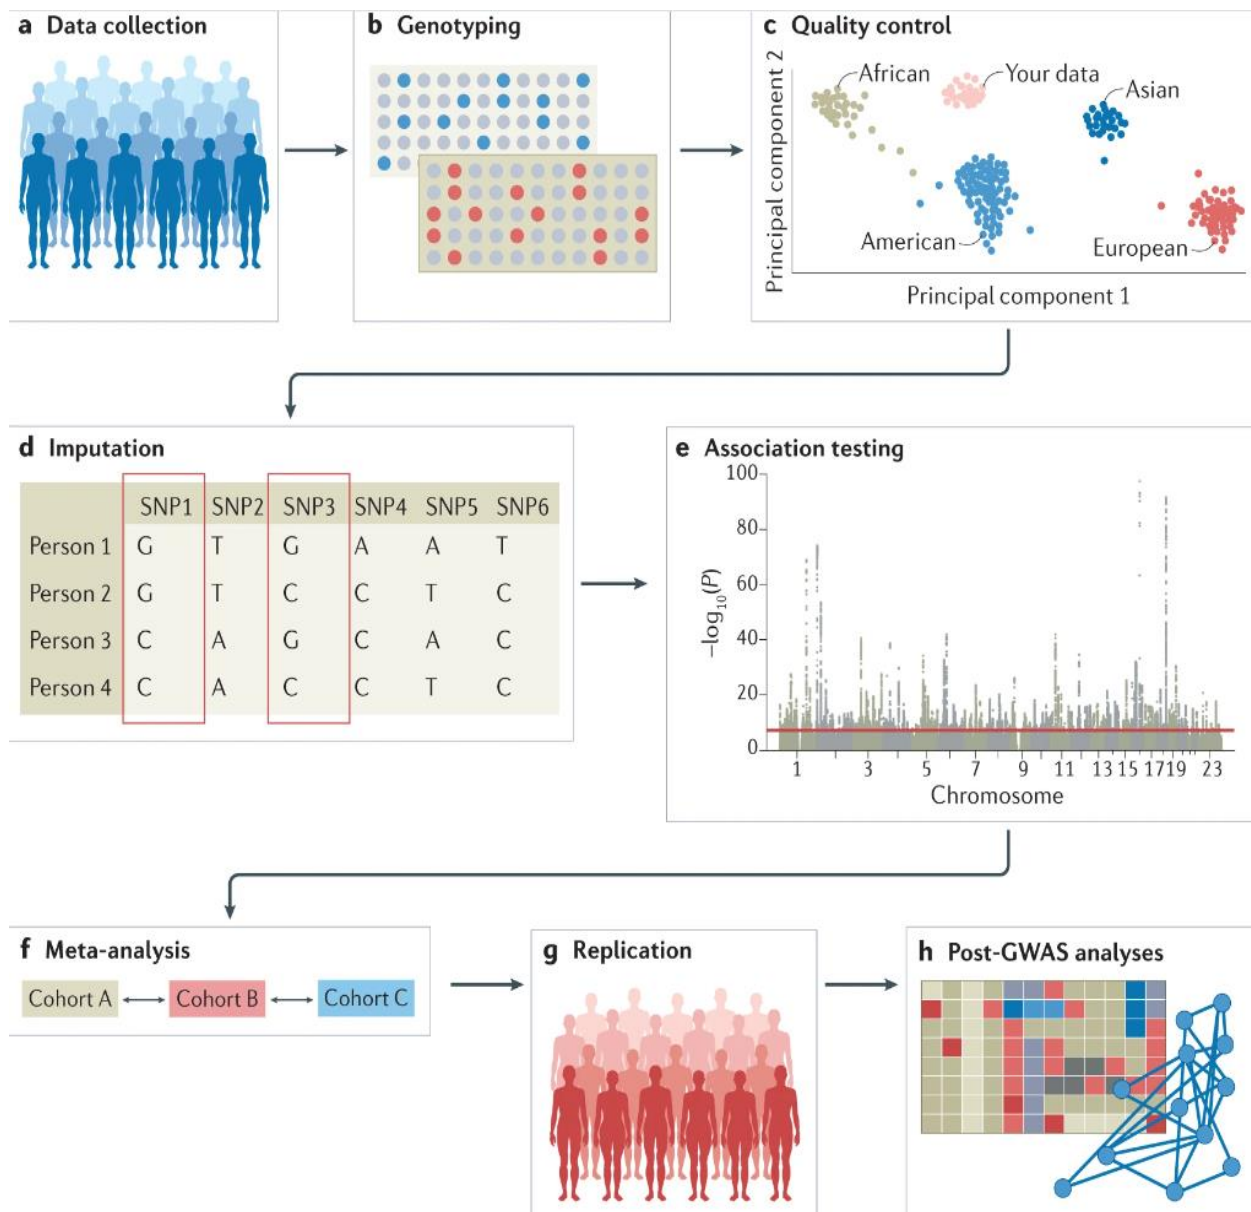 a Data collection
b Genotyping
c Quality control
Principal component 2
African
Your data
Asian
American
European
Principal component 1
d Imputation
SNP1 SNP2 SNP3 SNP4 SNP5 SNP6
Person 1 G T G A A T
Person 2 G T C C T C
Person 3 C A G C A C
Person 4 C A C C T C
e Association testing
–log10(P)
100
80
60
40
20
0
1 3 5 7 9 11 13 15 17 19 23
Chromosome
f Meta-analysis
Cohort A Cohort B Cohort C
g Replication
h Post-GWAS analyses